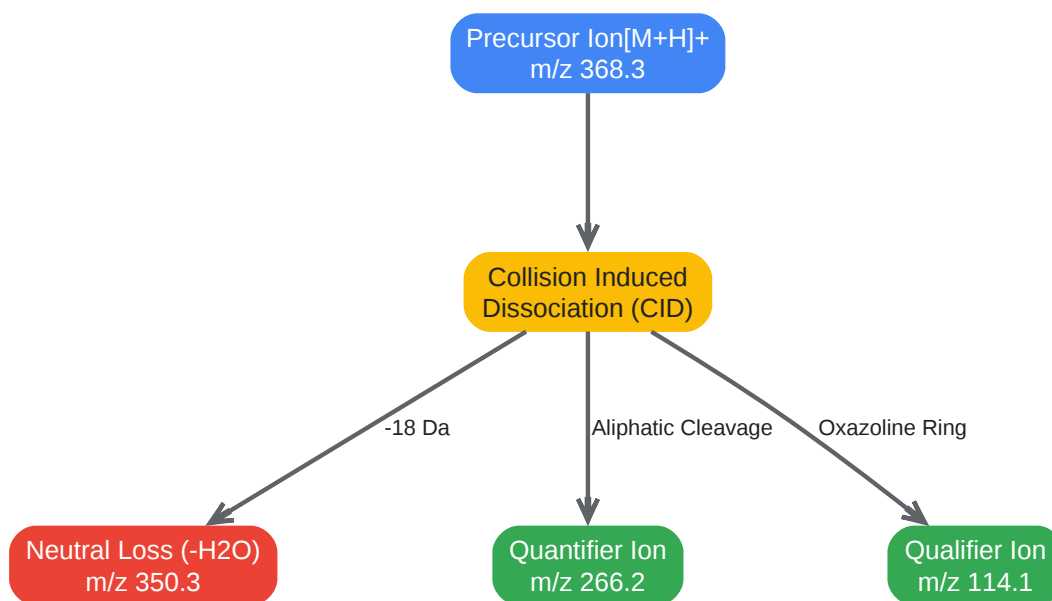 Precursor Ion[M+H]+
m/z 368.3
Collision Induced
Dissociation (CID)
-18 Da
Aliphatic Cleavage
Oxazoline Ring
Neutral Loss (-H2O)
m/z 350.3
Quantifier Ion
m/z 266.2
Qualifier Ion
m/z 114.1